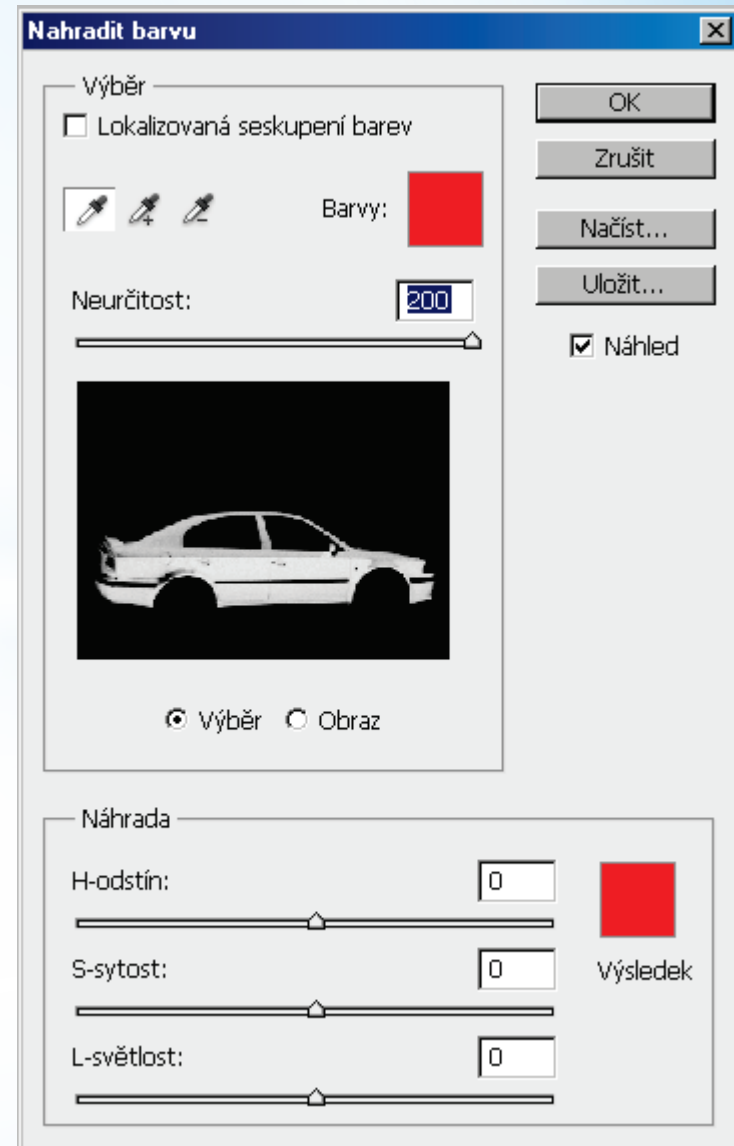 Nahradit barvu
Výběr
Lokalizovaná seskupení barev
Barvy:
Neurčitost:
200
Výběr
Obraz
OK
Zrušit
Načíst...
Uložit...
Náhled
Náhrada
H-odstín:
0
S-sytost:
0
L-světlost:
0
Výsledek